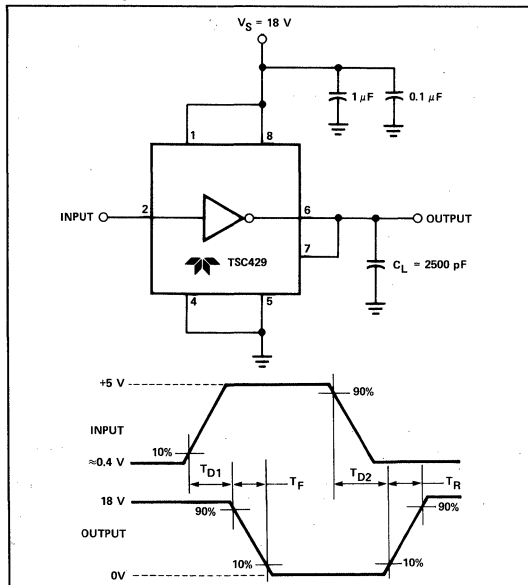 V_S = 18 V
1 μF
0.1 μF
1
8
INPUT
2
6
OUTPUT
7
TSC429
C_L = 2500 pF
4
5
+5 V
90%
INPUT
10%
≈0.4 V
T_D1
T_F
T_D2
T_R
18 V
90%
90%
OUTPUT
10%
10%
0V